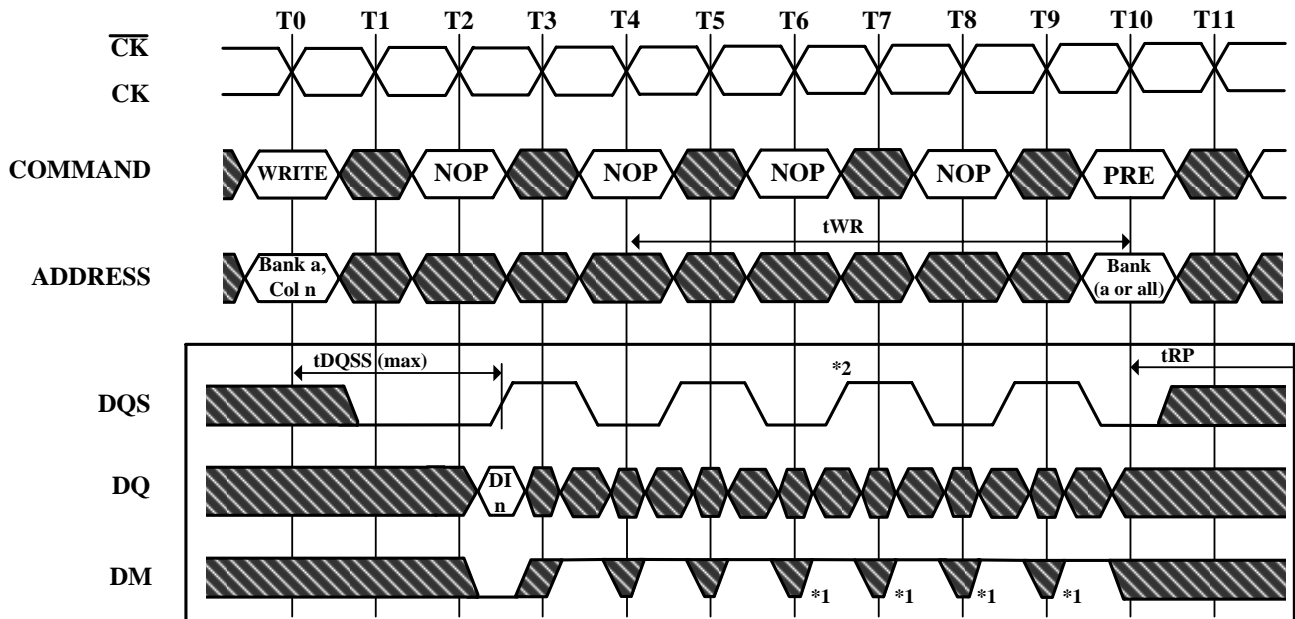 T0 T1 T2 T3 T4 T5 T6 T7 T8 T9 T10 T11
CK
CK
COMMAND WRITE NOP NOP NOP NOP PRE
tWR
ADDRESS Bank a, Col n Bank (a or all)
tDQSS (max) *2 tRP
DQS
DQ DI n
DM *1 *1 *1 *1